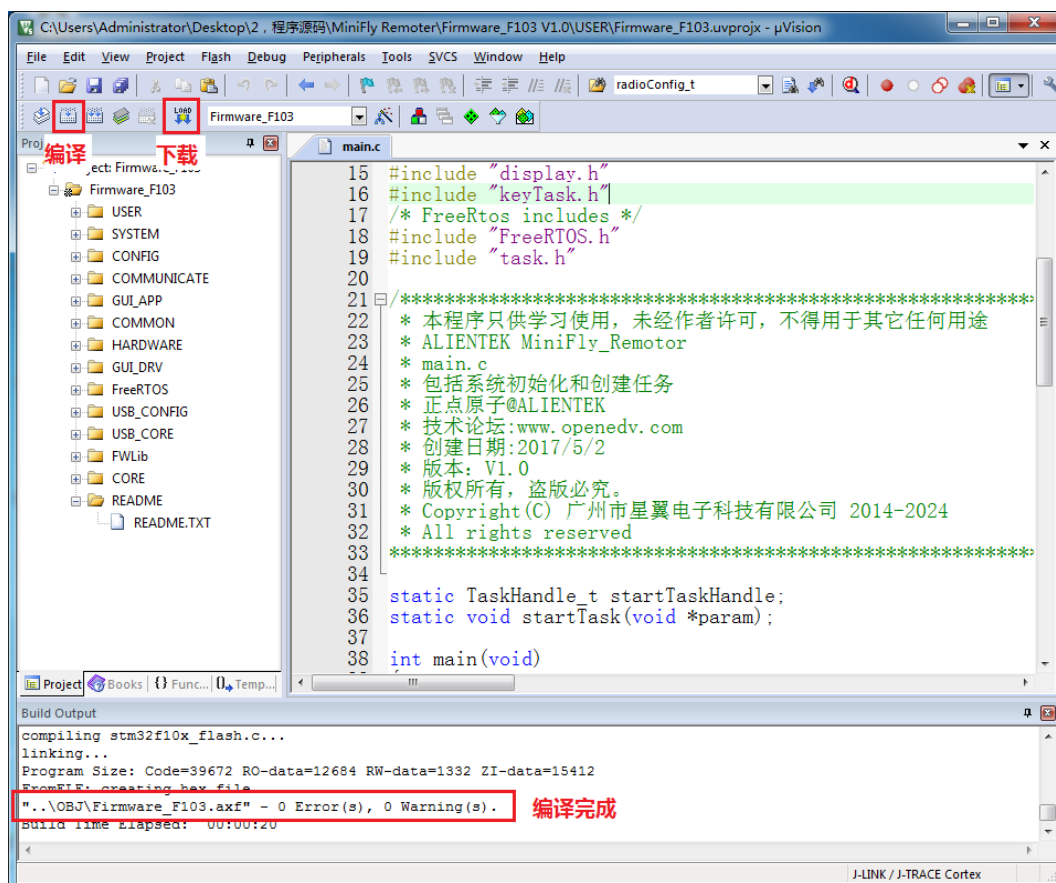 C:\Users\Administrator\Desktop\2，程序源码\MiniFly Remoter\Firmware_F103 V1.0\USER\Firmware_F103.uvprojx - µVision
File Edit View Project Flash Debug Peripherals Tools SVCS Window Help
radioConfig_t
LOAD
Firmware_F103
编译
下载
main.c
Firmware_F103
USER
SYSTEM
CONFIG
COMMUNICATE
GUI_APP
COMMON
HARDWARE
GUI_DRV
FreeRTOS
USB_CONFIG
USB_CORE
FWLib
CORE
README
README.TXT
15 #include "display.h"
16 #include "keyTask.h"
17 /* FreeRtos includes */
18 #include "FreeRTOS.h"
19 #include "task.h"
20
21 /***********************************************************
22 * 本程序只供学习使用，未经作者许可，不得用于其它任何用途
23 * ALIENTEK MiniFly_Remotor
24 * main.c
25 * 包括系统初始化和创建任务
26 * 正点原子@ALIENTEK
27 * 技术论坛:www.openedv.com
28 * 创建日期:2017/5/2
29 * 版本：V1.0
30 * 版权所有，盗版必究。
31 * Copyright(C) 广州市星翼电子科技有限公司 2014-2024
32 * All rights reserved
33 ************************************************************
34
35 static TaskHandle_t startTaskHandle;
36 static void startTask(void *param);
37
38 int main(void)
Project Books {} Func... Temp...
Build Output
compiling stm32f10x_flash.c...
linking...
Program Size: Code=39672 RO-data=12684 RW-data=1332 ZI-data=15412
FromELF: creating hex file...
"..\OBJ\Firmware_F103.axf" - 0 Error(s), 0 Warning(s).
编译完成
Build Time Elapsed: 00:00:20
J-LINK / J-TRACE Cortex